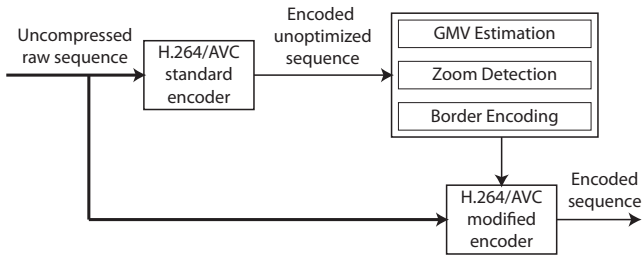 Uncompressed
raw sequence
H.264/AVC
standard
encoder
Encoded
unoptimized
sequence
GMV Estimation
Zoom Detection
Border Encoding
H.264/AVC
modified
encoder
Encoded
sequence